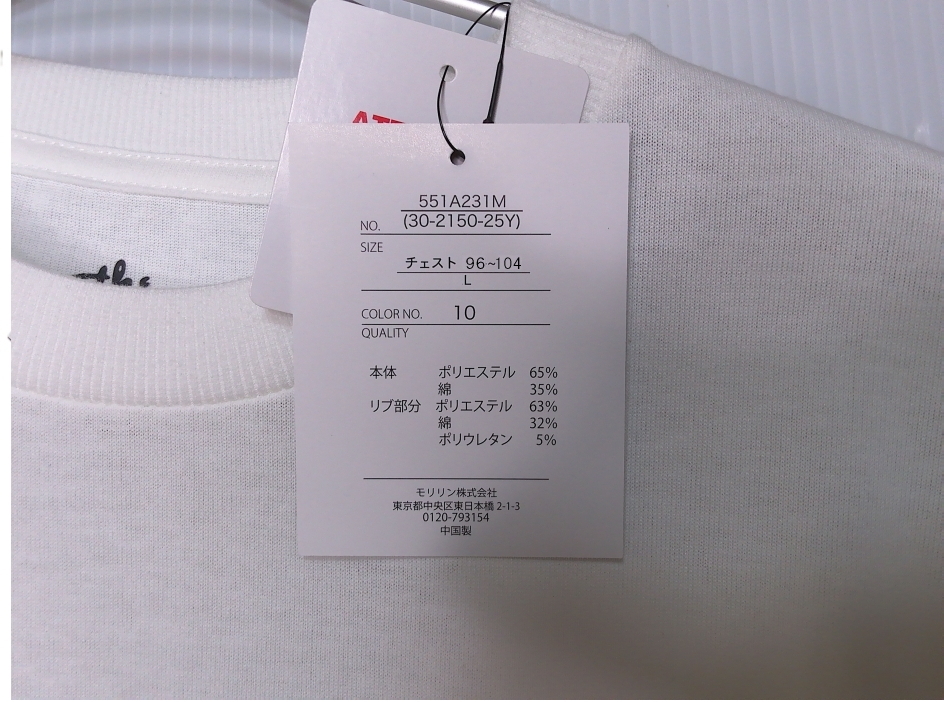 551A231M
NO. (30-2150-25Y)
SIZE
チェスト 96~104
L
COLOR NO. 10
QUALITY
本体 ポリエステル 65%
綿 35%
リブ部分 ポリエステル 63%
綿 32%
ポリウレタン 5%
モリリン株式会社
東京都中央区東日本橋 2-1-3
0120-793154
中国製